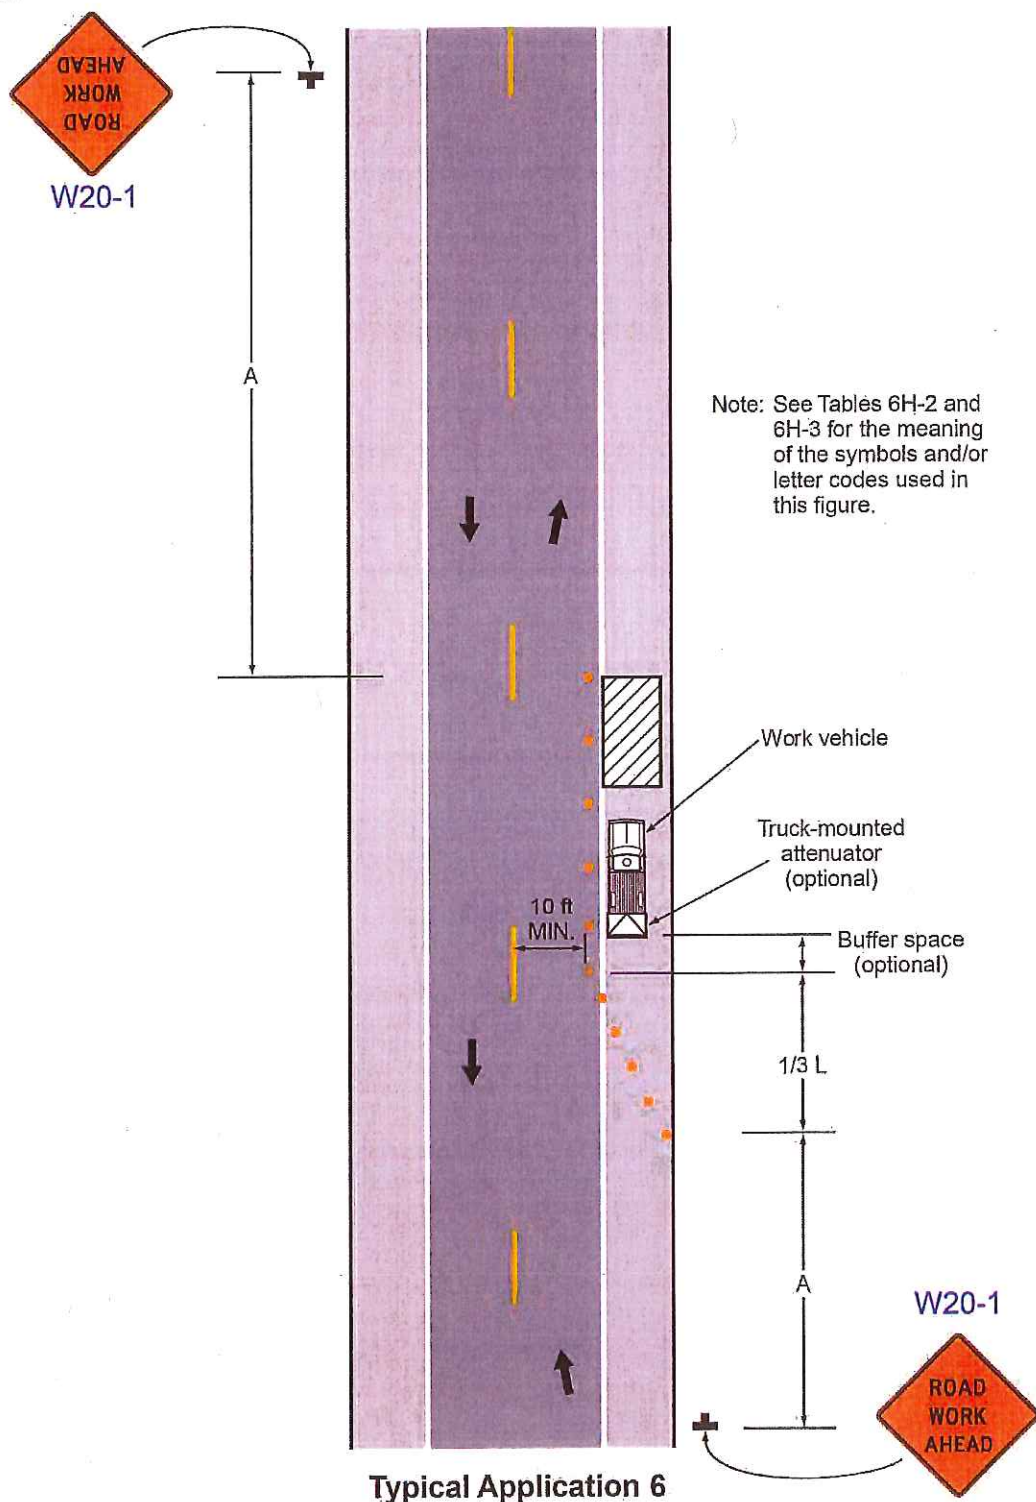 ROAD
WORK
AHEAD
W20-1
A
Note: See Tables 6H-2 and
6H-3 for the meaning
of the symbols and/or
letter codes used in
this figure.
Work vehicle
Truck-mounted
attenuator
(optional)
10 ft
MIN.
Buffer space
(optional)
1/3 L
A
W20-1
ROAD
WORK
AHEAD
Typical Application 6